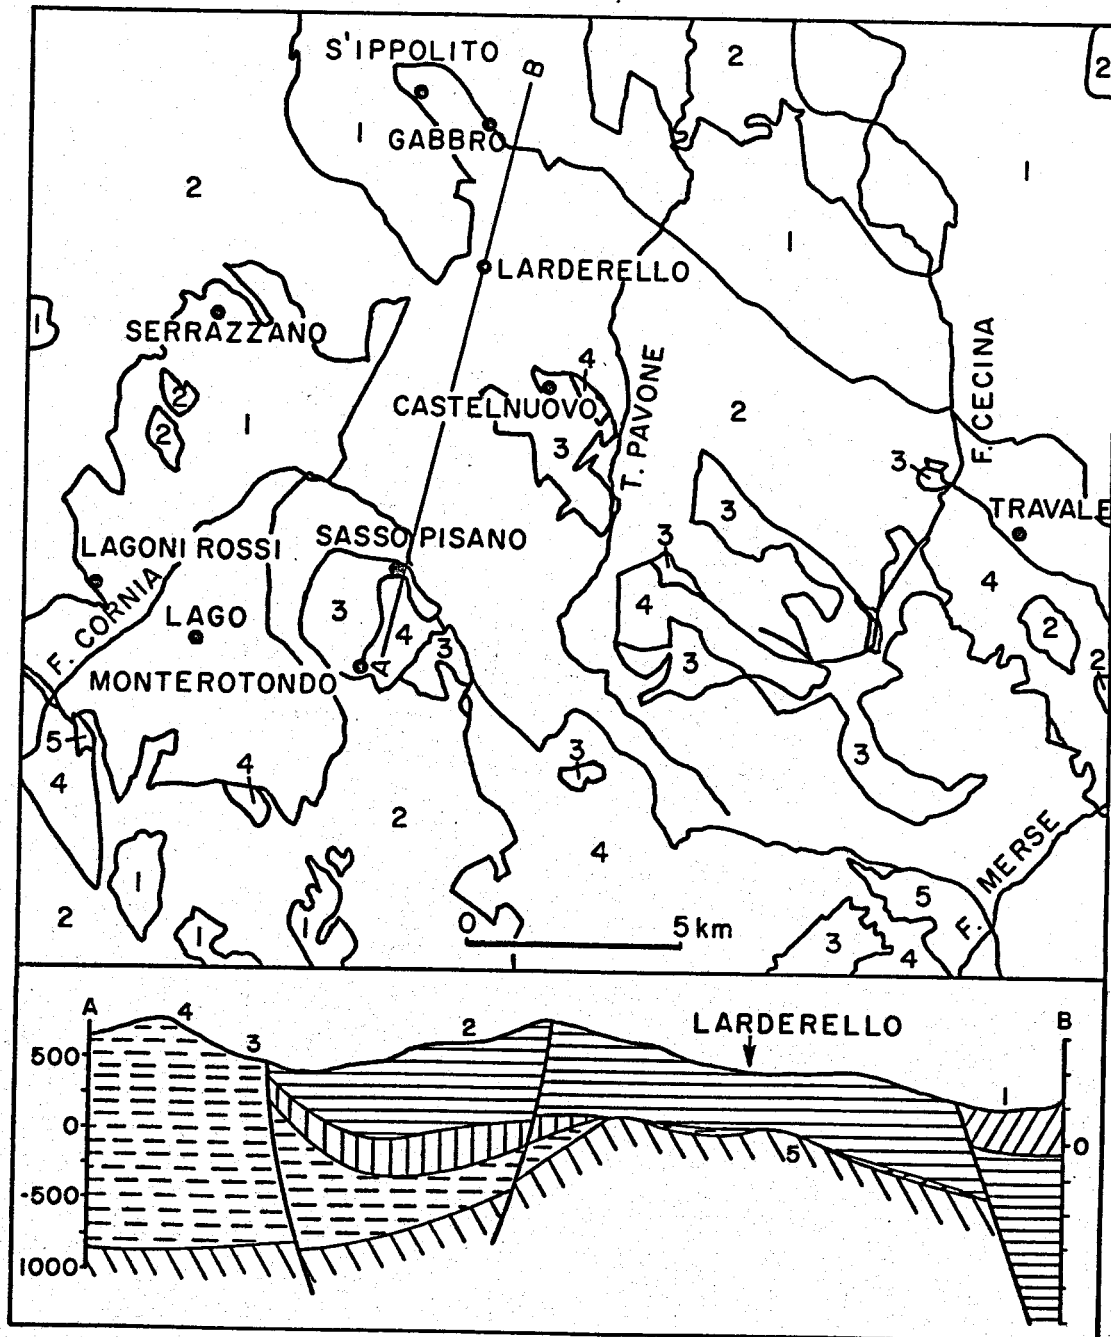 S'IPPOLITO
B
2
2
1
GABBRO
1
2
1
LARDERELLO
1
SERRAZZANO
4
F. CECINA
2
CASTELNUOVO
T. PAVONE
2
1
2
3
3
3
TRAVALE
LAGONI ROSSI
SASSO PISANO
3
F. CORNIA
LAGO
3
4
3
4
4
2
A
3
2
MONTEROTONDO
5
4
4
3
3
2
4
F. MERSE
1
5
2
1
1
0
5 km
3
4
1
A
4
3
2
LARDERELLO
B
500
0
-500
1000
1
0
5